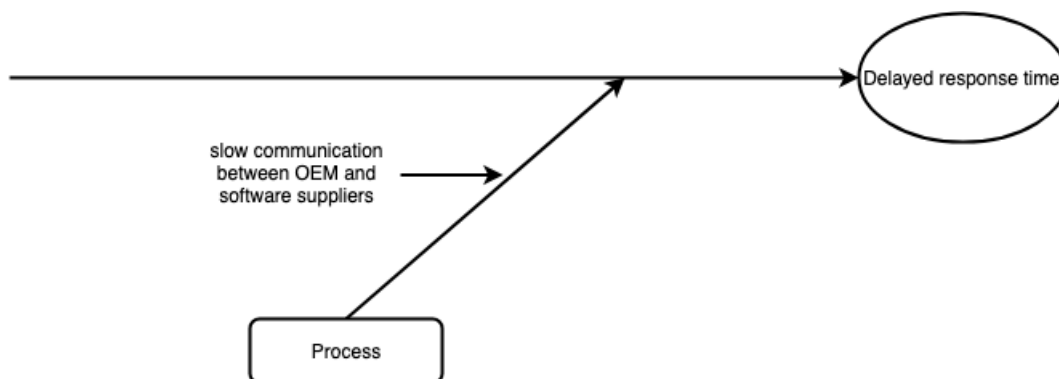 Delayed response time
slow communication
between OEM and
software suppliers
Process